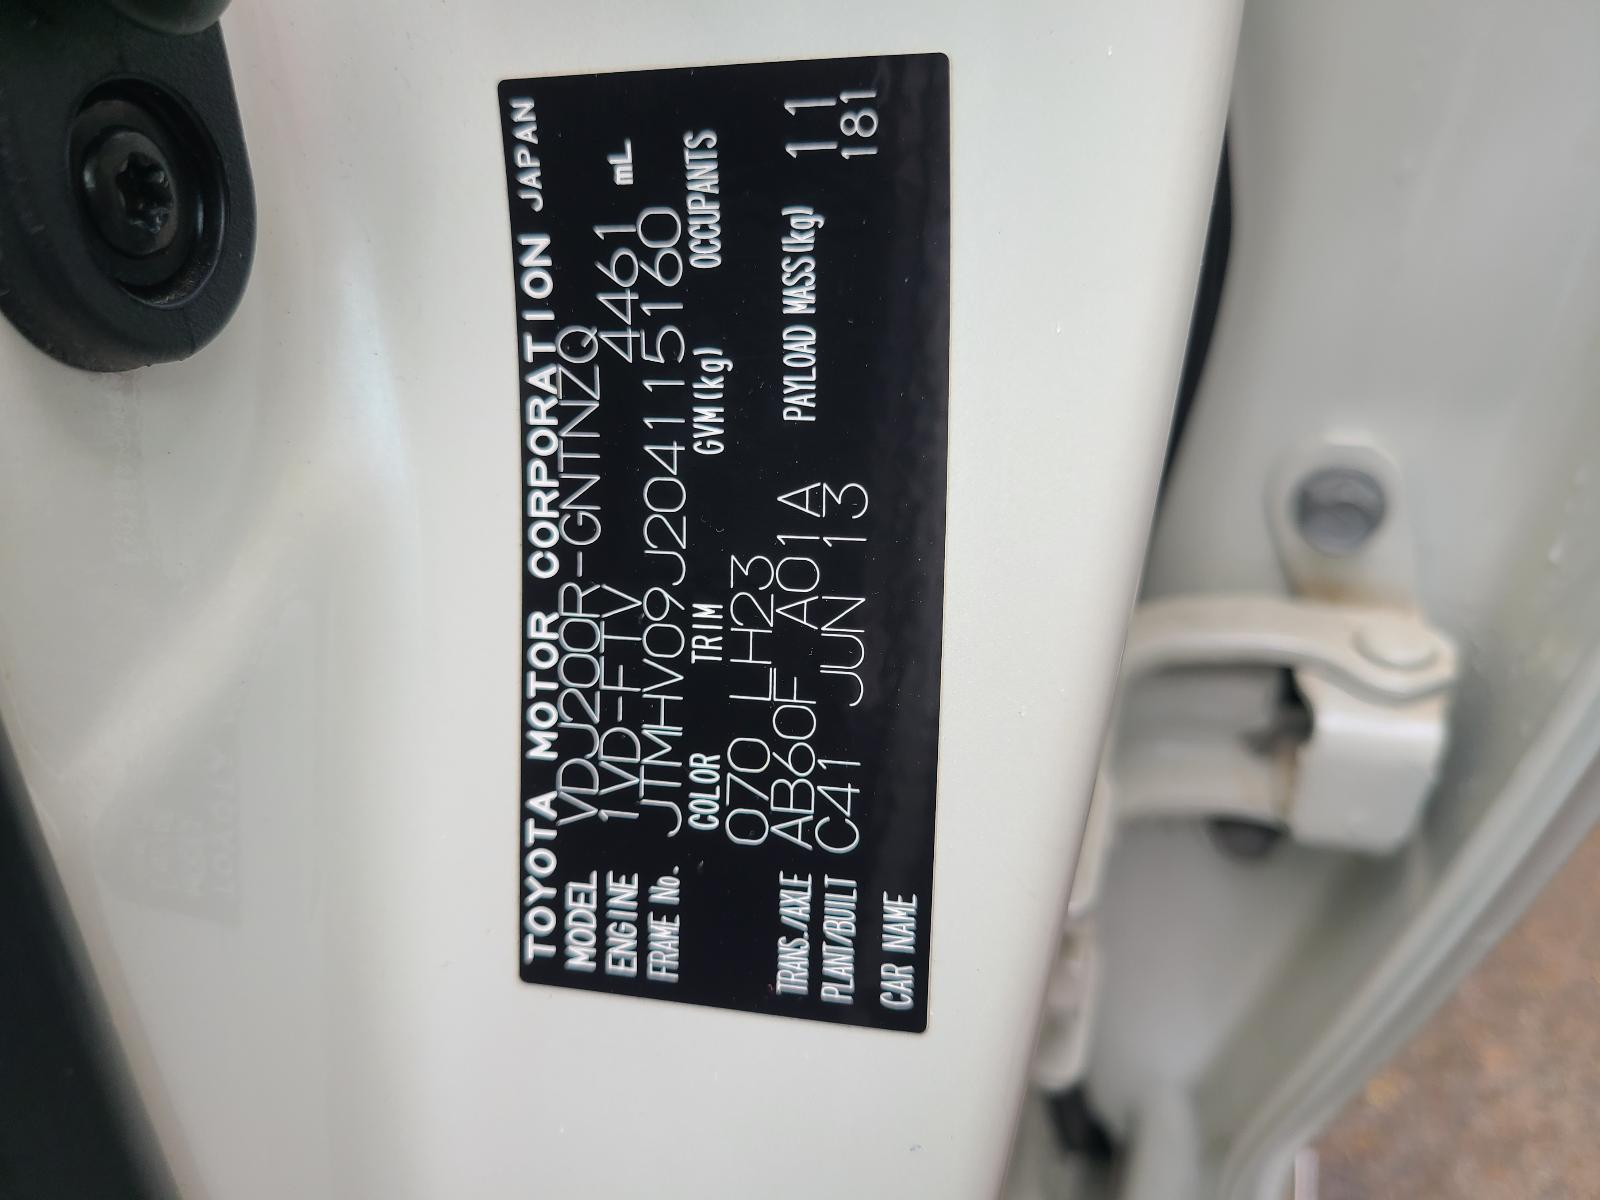 TOYOTA MOTOR CORPORATION JAPAN
MODEL VDJ200R-GNTNZQ
ENGINE 1VD-FTV 4461 mL
FRAME No. JTMHV09J204115160
COLOR TRIM GVM(kg) OCCUPANTS
070 LH23
TRANS./AXLE AB60F A01A PAYLOAD MASS(kg) 11
PLANT/BUILT C41 JUN 13 181
CAR NAME